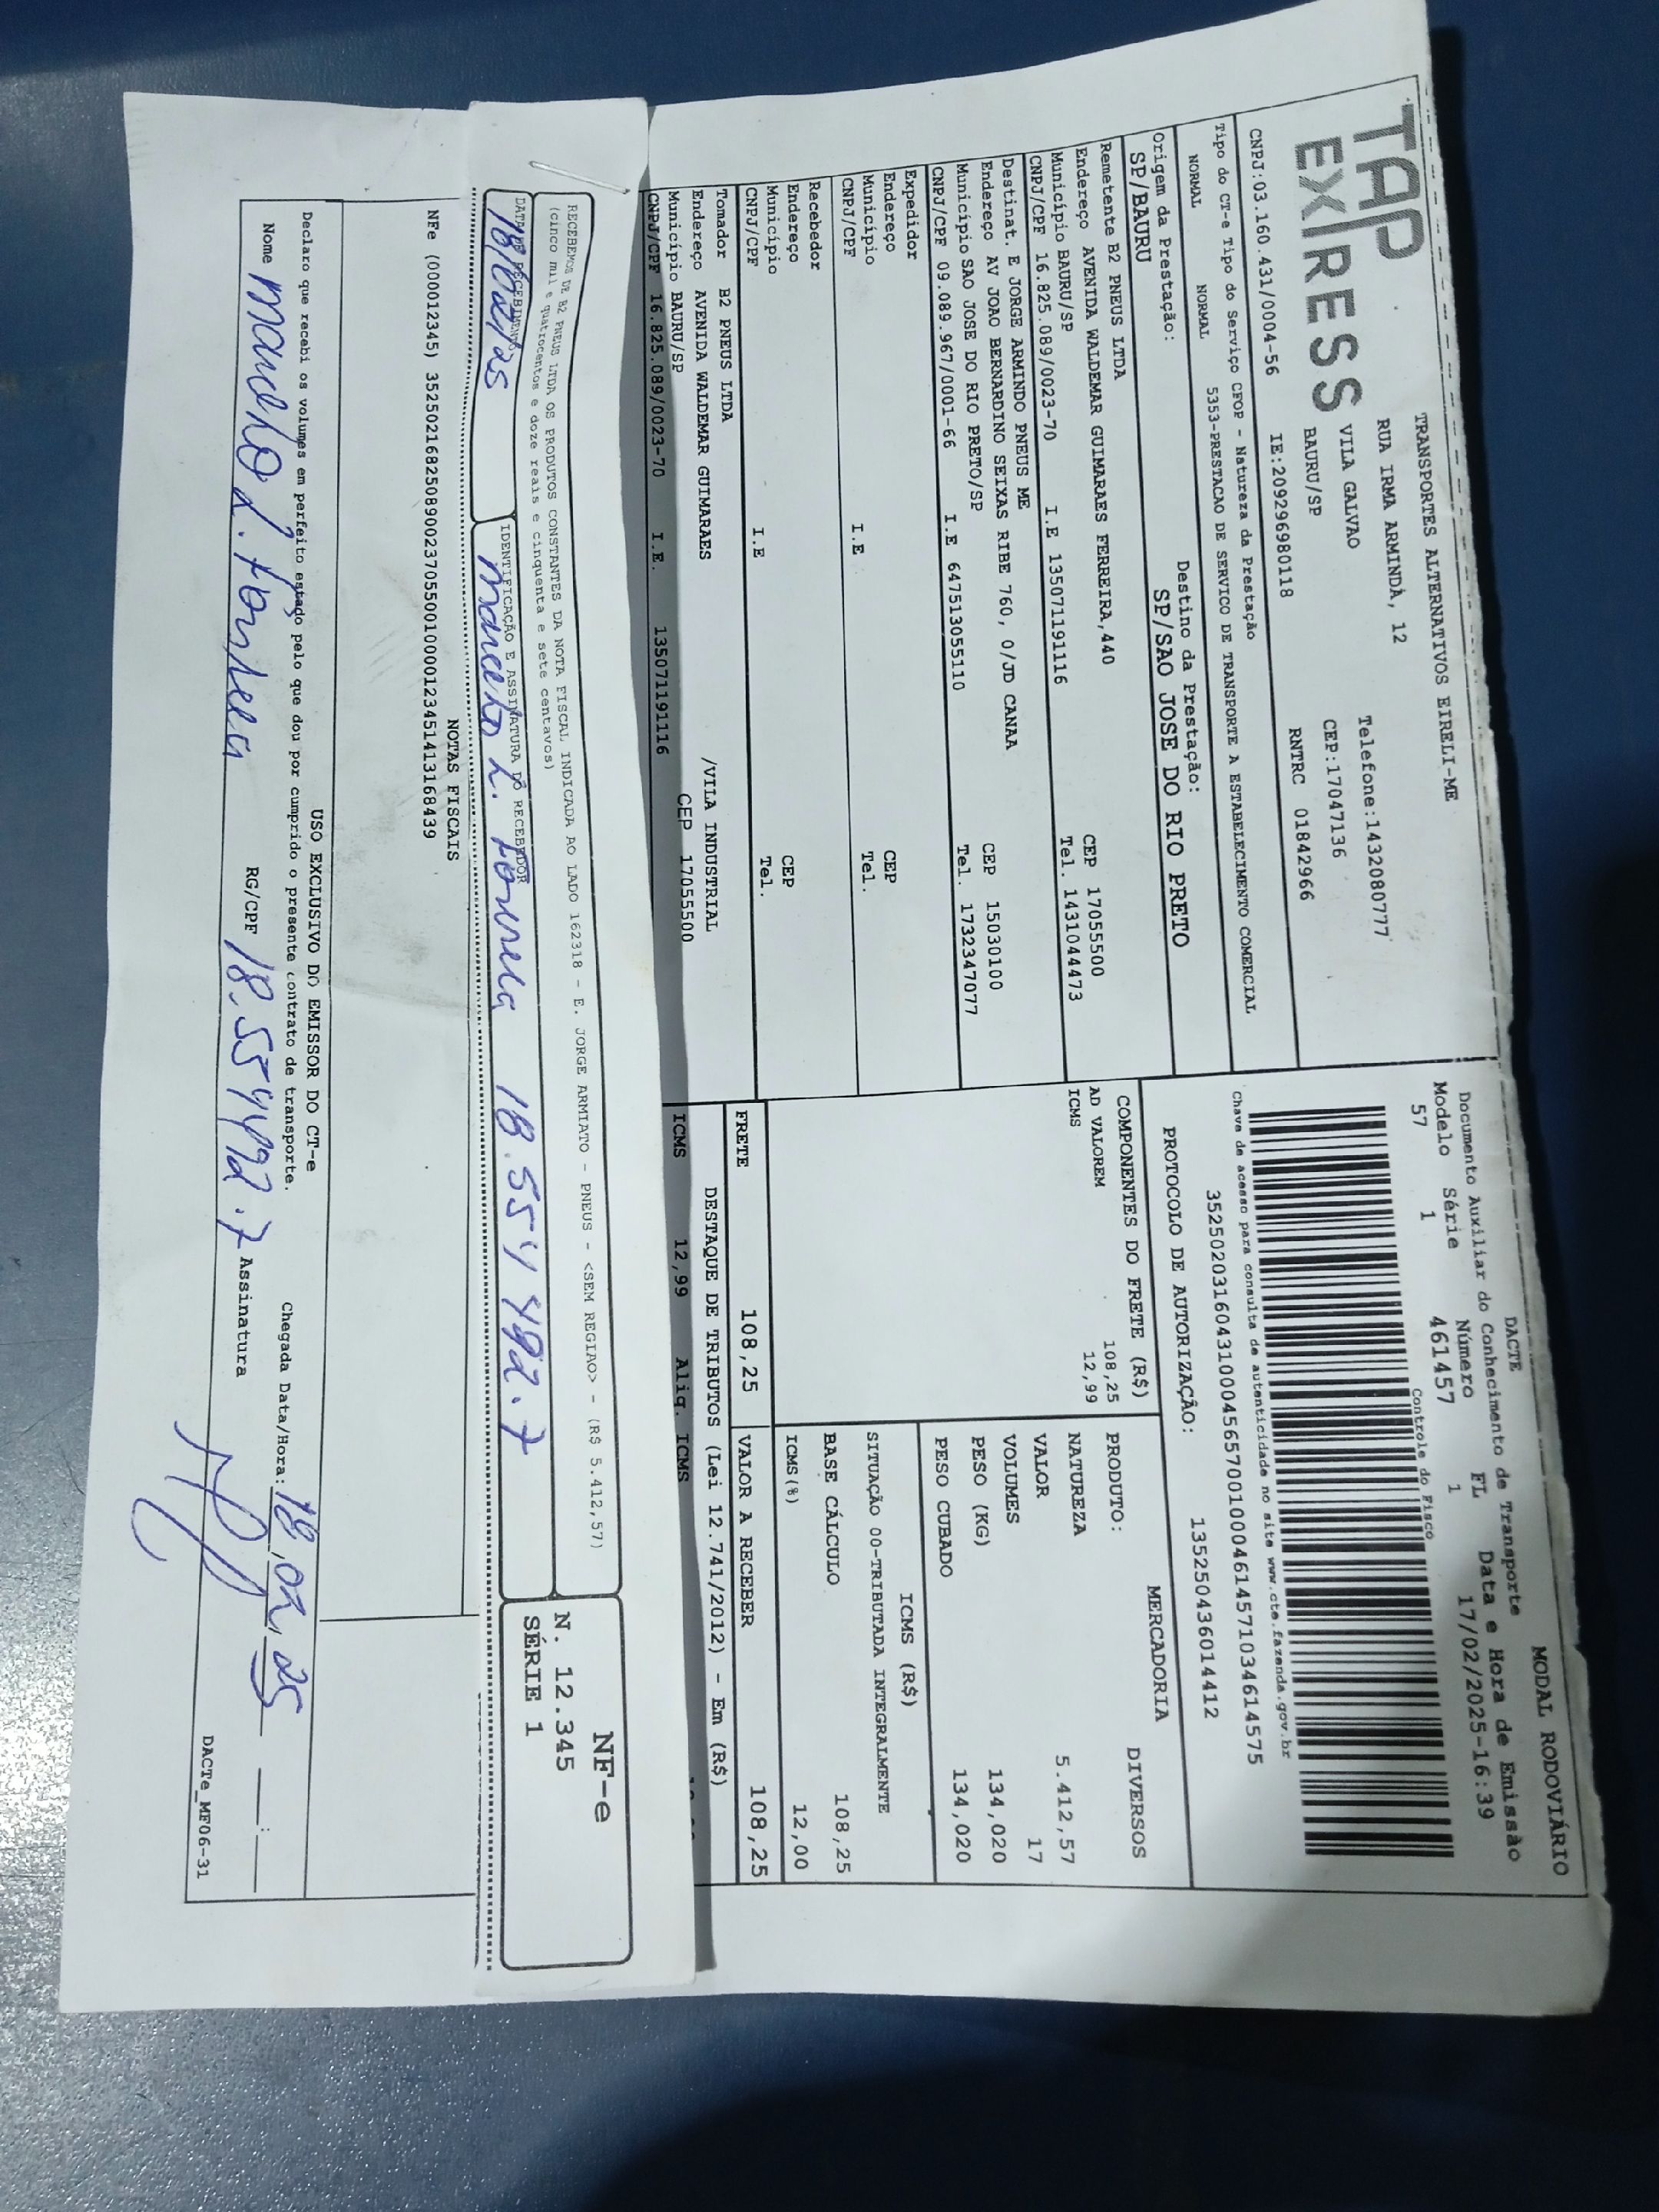 TAP
EX/RESS
TRANSPORTES ALTERNATIVOS EIRELI-ME
RUA IRMA ARMINDA, 12
VILA GALVAO
BAURU/SP
Telefone:1432080777
CEP:17047136
CNPJ:03.160.431/0004-56 IE:209296980118 RNTRC 01842966
Tipo do CT-e Tipo do Serviço CFOP - Natureza da Prestação
NORMAL NORMAL 5353-PRESTACAO DE SERVICO DE TRANSPORTE A ESTABELECIMENTO COMERCIAL
Origem da Prestação: Destino da Prestação:
SP/BAURU SP/SAO JOSE DO RIO PRETO
Remetente B2 PNEUS LTDA
Endereço AVENIDA WALDEMAR GUIMARAES FERREIRA,440 CEP 17055500
Município BAURU/SP Tel. 1431044473
CNPJ/CPF 16.825.089/0023-70 I.E 13507119116
Destinat. E JORGE ARMINDO PNEUS ME
Endereço AV JOAO BERNARDINO SEIXAS RIBE 760, 0/JD CANAA CEP 15030100
Município SAO JOSE DO RIO PRETO/SP Tel. 1732347077
CNPJ/CPF 09.089.967/0001-66 I.E 647513055110
Expedidor
Endereço CEP
Município Tel.
CNPJ/CPF I.E
Recebedor
Endereço CEP
Município Tel.
CNPJ/CPF I.E
Tomador B2 PNEUS LTDA
Endereço AVENIDA WALDEMAR GUIMARAES /VILA INDUSTRIAL
Município BAURU/SP CEP 17055500
CNPJ/CPF 16.825.089/0023-70 I.E. 135071191116
MODAL RODOVIÁRIO
DACTE
Documento Auxiliar do Conhecimento de Transporte
Modelo Série Número FL Data e Hora de Emissão
57 1 461457 1 17/02/2025-16:39
Controle do Fisco
Chave de acesso para consulta de autenticidade no site www.cte.fazenda.gov.br
35250203160431000456570010004614571034614575
PROTOCOLO DE AUTORIZAÇÃO: 135250436014412
COMPONENTES DO FRETE (R$)
108,25
AD VALOREM 12,99
ICMS
MERCADORIA
PRODUTO: DIVERSOS
NATUREZA
VALOR 5.412,57
VOLUMES 17
PESO (KG) 134,020
PESO CUBADO 134,020
ICMS (R$)
SITUAÇÃO 00-TRIBUTADA INTEGRALMENTE
BASE CÁLCULO 108,25
ICMS(%) 12,00
FRETE 108,25 VALOR A RECEBER 108,25
DESTAQUE DE TRIBUTOS (Lei 12.741/2012) - Em (R$)
ICMS 12,99 Aliq. ICMS
RECEBEMOS DE B2 PNEUS LTDA OS PRODUTOS CONSTANTES DA NOTA FISCAL INDICADA AO LADO 162318 - E. JORGE ARMIATO - PNEUS - <SEM REGIAO> - (R$ 5.412,57)
(cinco mil e quatrocentos e doze reais e cinquenta e sete centavos)
DATA DE RECEBIMENTO IDENTIFICAÇÃO E ASSINATURA DO RECEBEDOR
18/02/25 Marcelo L. 18.554492.7
NF-e
N. 12.345
SÉRIE 1
NOTAS FISCAIS
NFe (000012345) 35250216825089002370550010000123451413168439
USO EXCLUSIVO DO EMISSOR DO CT-e
Declaro que recebi os volumes em perfeito estado pelo que dou por cumprido o presente contrato de transporte.
Chegada Data/Hora: 18,02,25 __:__
Nome Marcelo L. RG/CPF 18.554492.7 Assinatura
DACTe_MF06-31